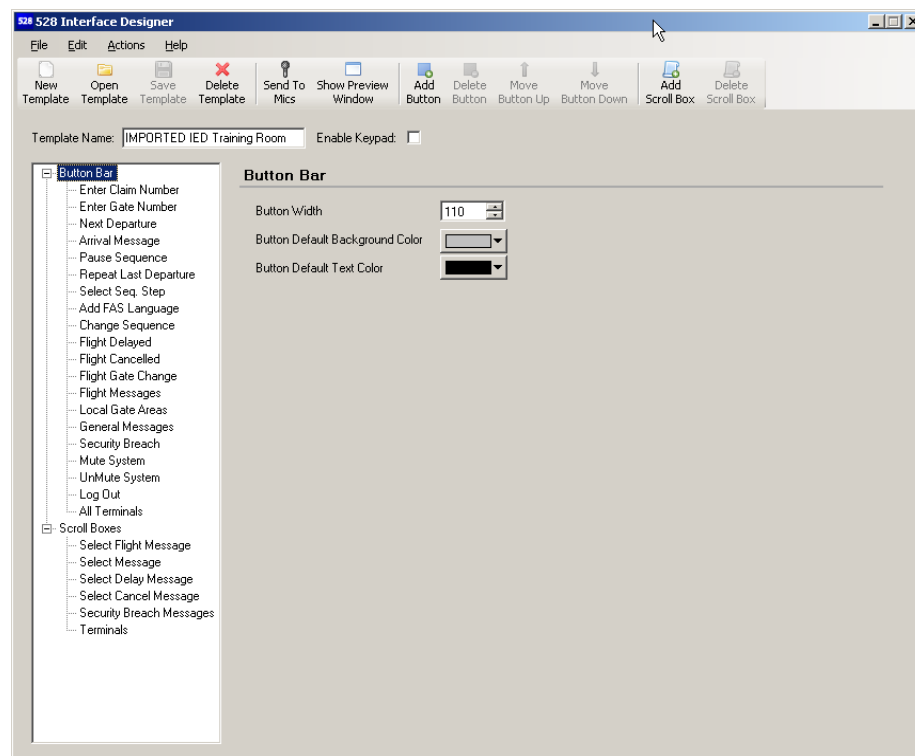 528 528 Interface Designer
File Edit Actions Help
New Template Open Template Save Template Delete Template Send To Mics Show Preview Window Add Button Delete Button Move Button Up Move Button Down Add Scroll Box Delete Scroll Box
Template Name: IMPORTED IED Training Room Enable Keypad:
Button Bar
Enter Claim Number
Enter Gate Number
Next Departure
Arrival Message
Pause Sequence
Repeat Last Departure
Select Seq. Step
Add FAS Language
Change Sequence
Flight Delayed
Flight Cancelled
Flight Gate Change
Flight Messages
Local Gate Areas
General Messages
Security Breach
Mute System
UnMute System
Log Out
All Terminals
Scroll Boxes
Select Flight Message
Select Message
Select Delay Message
Select Cancel Message
Security Breach Messages
Terminals
Button Bar
Button Width 110
Button Default Background Color
Button Default Text Color